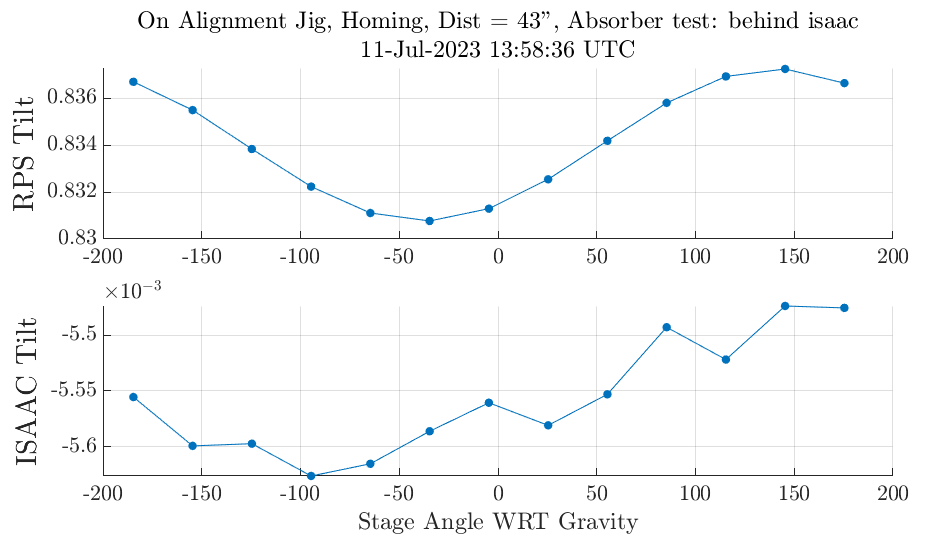 On Alignment Jig, Homing, Dist = 43", Absorber test: behind isaac
11-Jul-2023 13:58:36 UTC
RPS Tilt
0.836
0.834
0.832
0.83
-200 -150 -100 -50 0 50 100 150 200
×10⁻³
ISAAC Tilt
-5.5
-5.55
-5.6
-200 -150 -100 -50 0 50 100 150 200
Stage Angle WRT Gravity